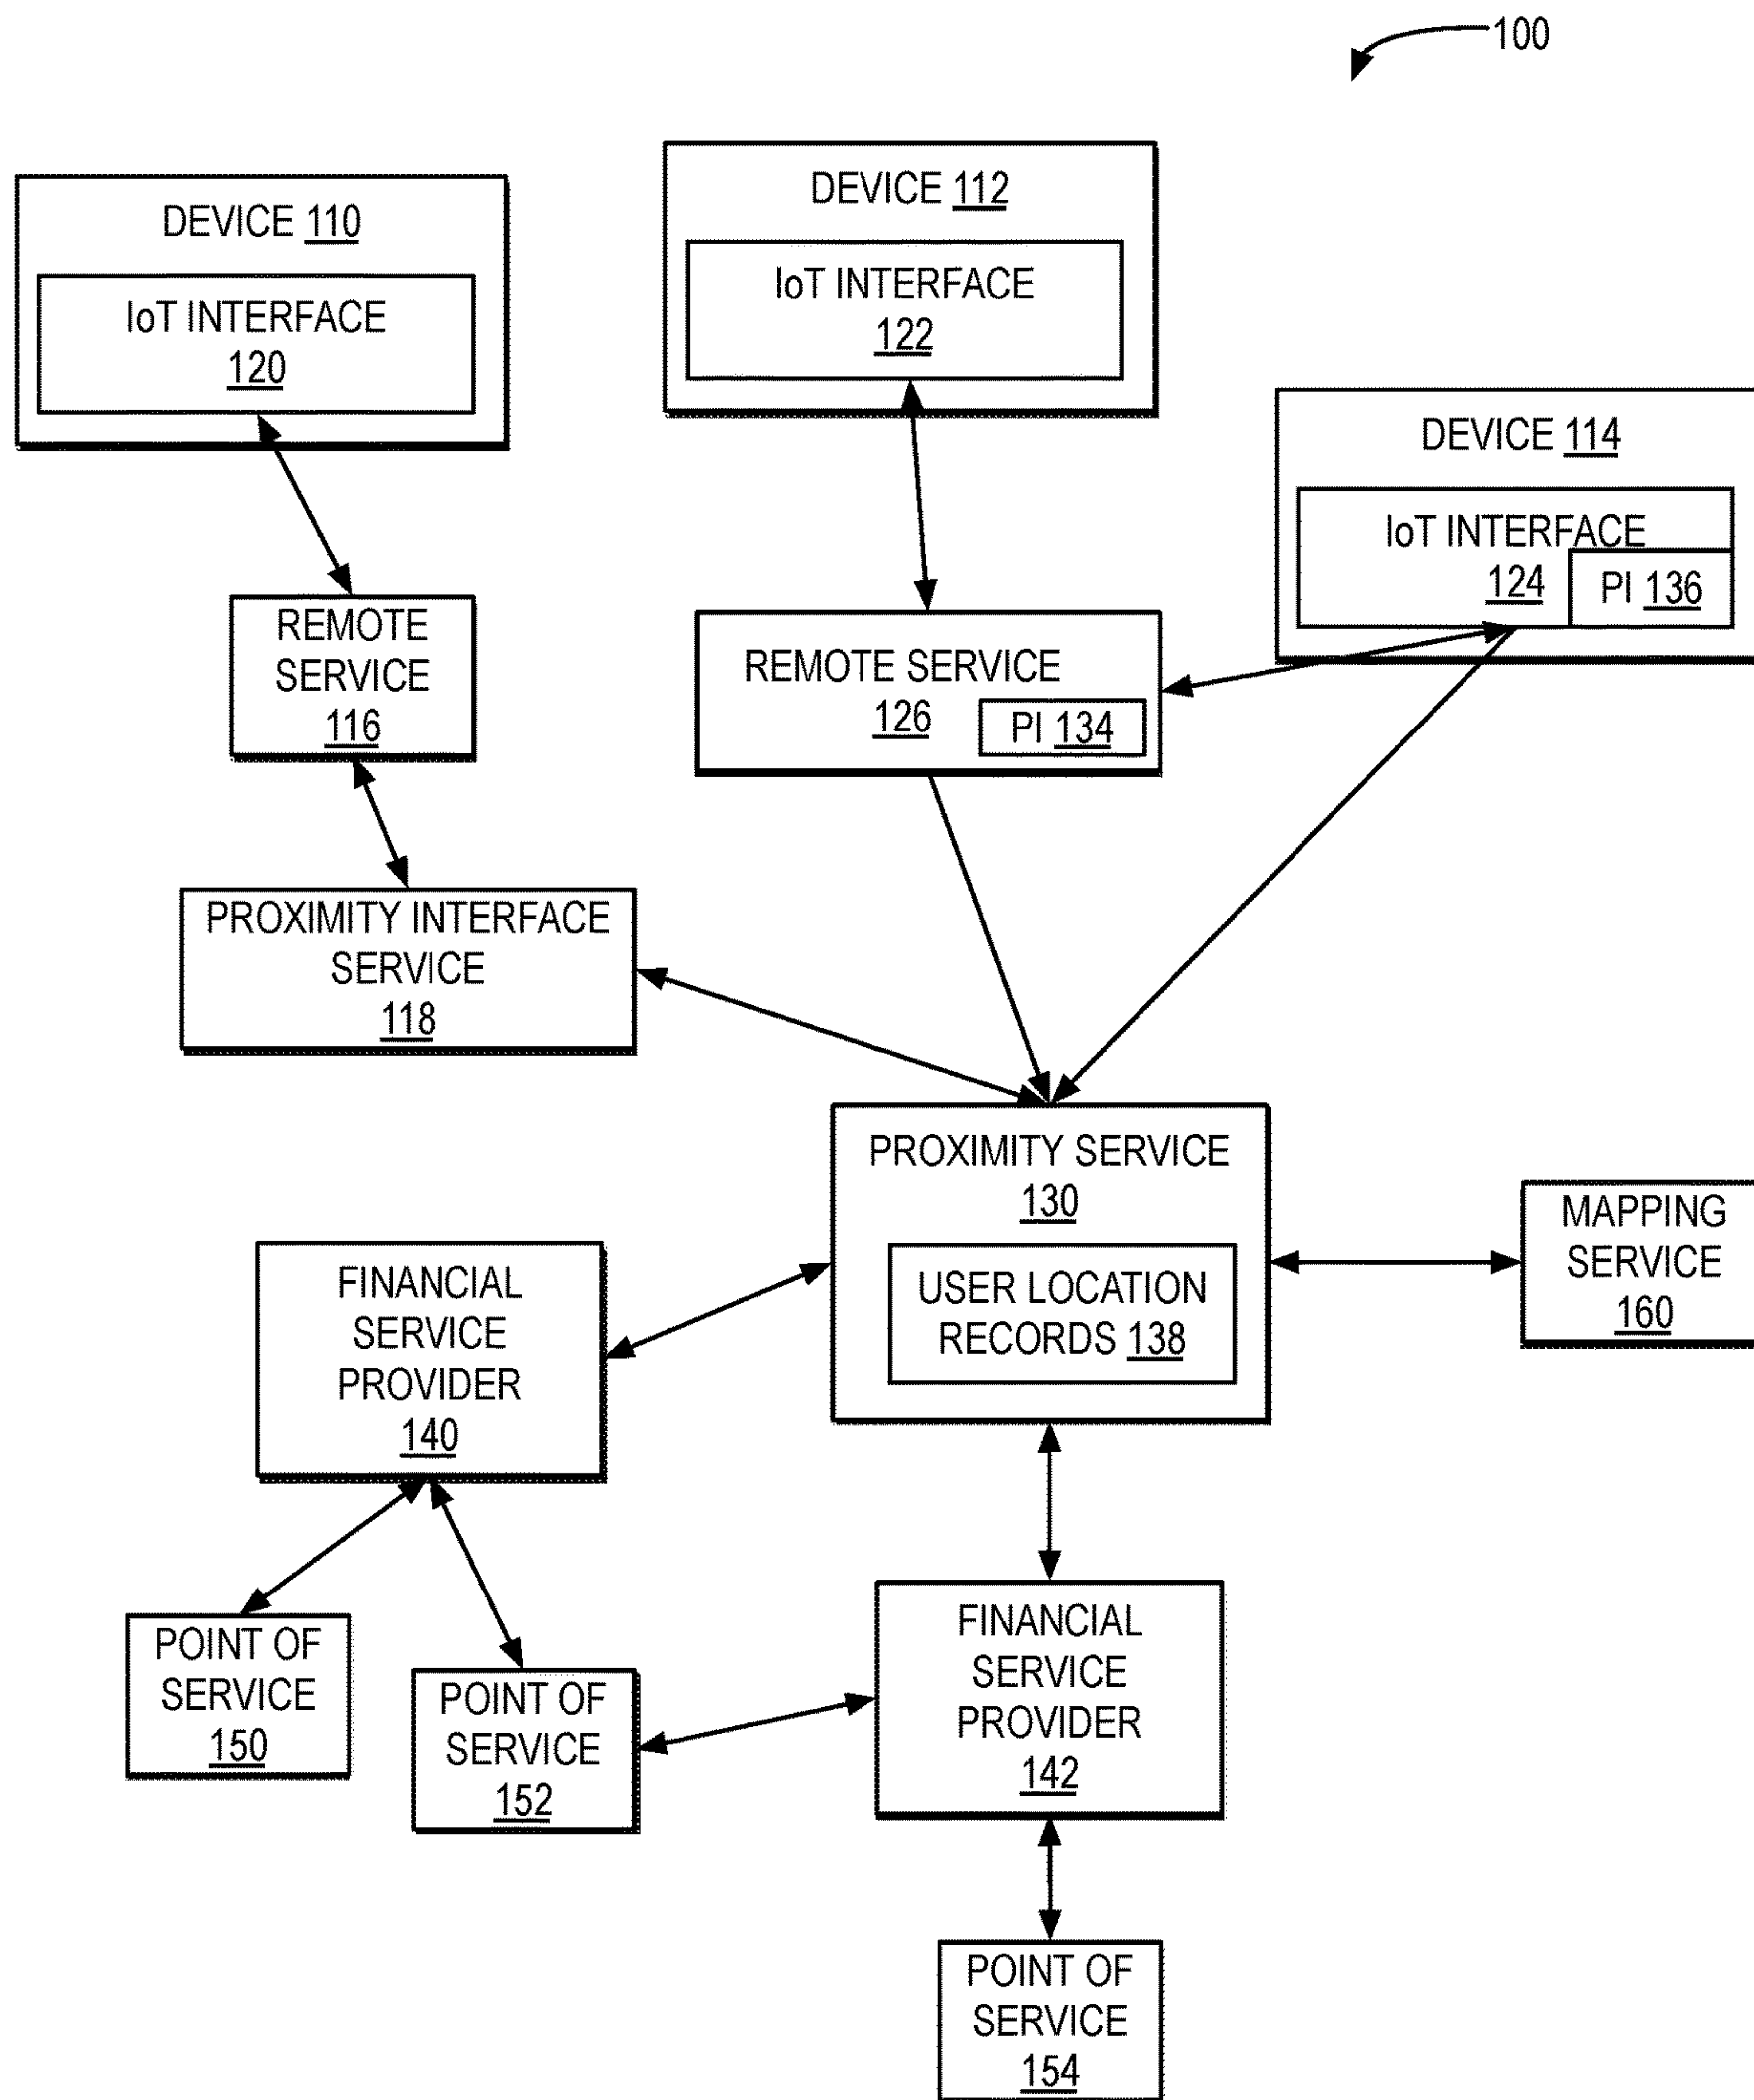 100
DEVICE 110
IoT INTERFACE
120
DEVICE 112
IoT INTERFACE
122
DEVICE 114
IoT INTERFACE
124
PI 136
REMOTE
SERVICE
116
REMOTE SERVICE
126
PI 134
PROXIMITY INTERFACE
SERVICE
118
PROXIMITY SERVICE
130
USER LOCATION
RECORDS 138
MAPPING
SERVICE
160
FINANCIAL
SERVICE
PROVIDER
140
POINT OF
SERVICE
150
POINT OF
SERVICE
152
FINANCIAL
SERVICE
PROVIDER
142
POINT OF
SERVICE
154